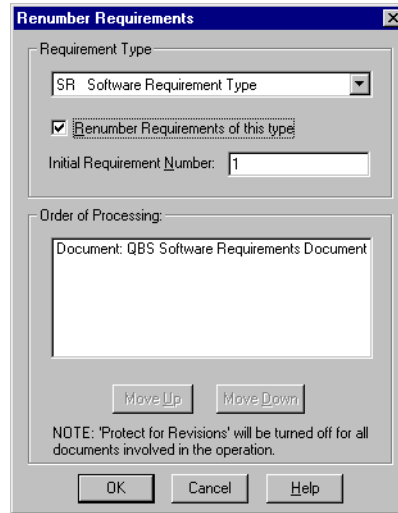 Renumber Requirements
Requirement Type
SR Software Requirement Type
Renumber Requirements of this type
Initial Requirement Number: 1
Order of Processing:
Document: QBS Software Requirements Document
Move Up Move Down
NOTE: 'Protect for Revisions' will be turned off for all
documents involved in the operation.
OK Cancel Help